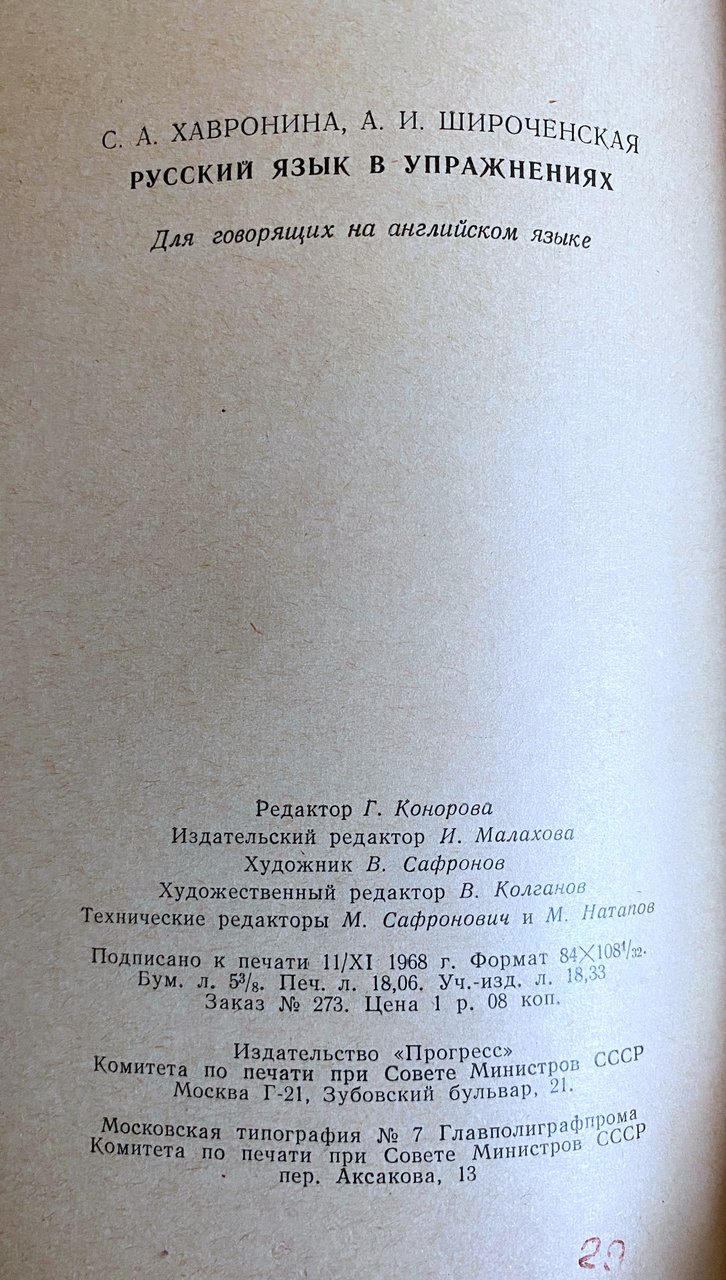 С. А. ХАВРОНИНА, А. И. ШИРОЧЕНСКАЯ
РУССКИЙ ЯЗЫК В УПРАЖНЕНИЯХ
Для говорящих на английском языке
Редактор Г. Конорова
Издательский редактор И. Малахова
Художник В. Сафронов
Художественный редактор В. Колганов
Технические редакторы М. Сафронович и М. Натапов
Подписано к печати 11/XI 1968 г. Формат 84×108¹/₃₂.
Бум. л. 5³/₈. Печ. л. 18,06. Уч.-изд. л. 18,33
Заказ № 273. Цена 1 р. 08 коп.
Издательство «Прогресс»
Комитета по печати при Совете Министров СССР
Москва Г-21, Зубовский бульвар, 21.
Московская типография № 7 Главполиграфпрома
Комитета по печати при Совете Министров СССР
пер. Аксакова, 13